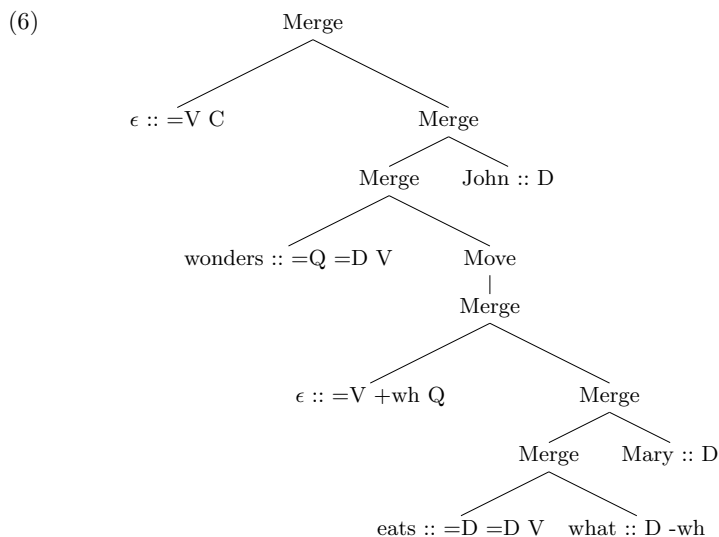 (6) Merge
ϵ :: =V C Merge
Merge John :: D
wonders :: =Q =D V Move
Merge
ϵ :: =V +wh Q Merge
Merge Mary :: D
eats :: =D =D V what :: D -wh